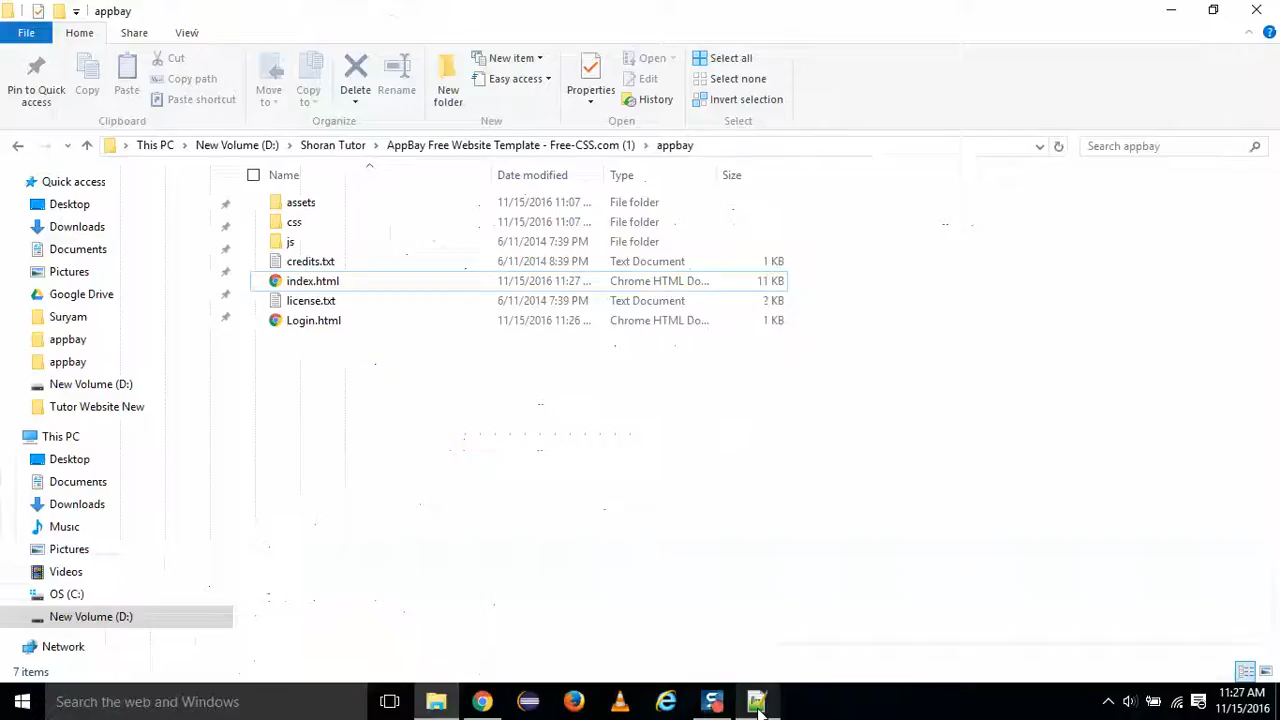 appbay
File Home Share View
Pin to Quick access
Copy
Paste
Cut
Copy path
Paste shortcut
Clipboard
Move to
Copy to
Delete
Rename
Organize
New folder
New item
Easy access
New
Properties
Open
Edit
History
Open
Select all
Select none
Invert selection
Select
This PC New Volume (D:) Shoran Tutor AppBay Free Website Template - Free-CSS.com (1) appbay
Search appbay
Quick access
Desktop
Downloads
Documents
Pictures
Google Drive
Suryam
appbay
appbay
New Volume (D:)
Tutor Website New
This PC
Desktop
Documents
Downloads
Music
Pictures
Videos
OS (C:)
New Volume (D:)
Network
Name Date modified Type Size
assets 11/15/2016 11:07 ... File folder
css 11/15/2016 11:07 ... File folder
js 6/11/2014 7:39 PM File folder
credits.txt 6/11/2014 8:39 PM Text Document 1 KB
index.html 11/15/2016 11:27 ... Chrome HTML Do... 11 KB
license.txt 6/11/2014 7:39 PM Text Document 2 KB
Login.html 11/15/2016 11:26 ... Chrome HTML Do... 1 KB
7 items
Search the web and Windows
11:27 AM
11/15/2016